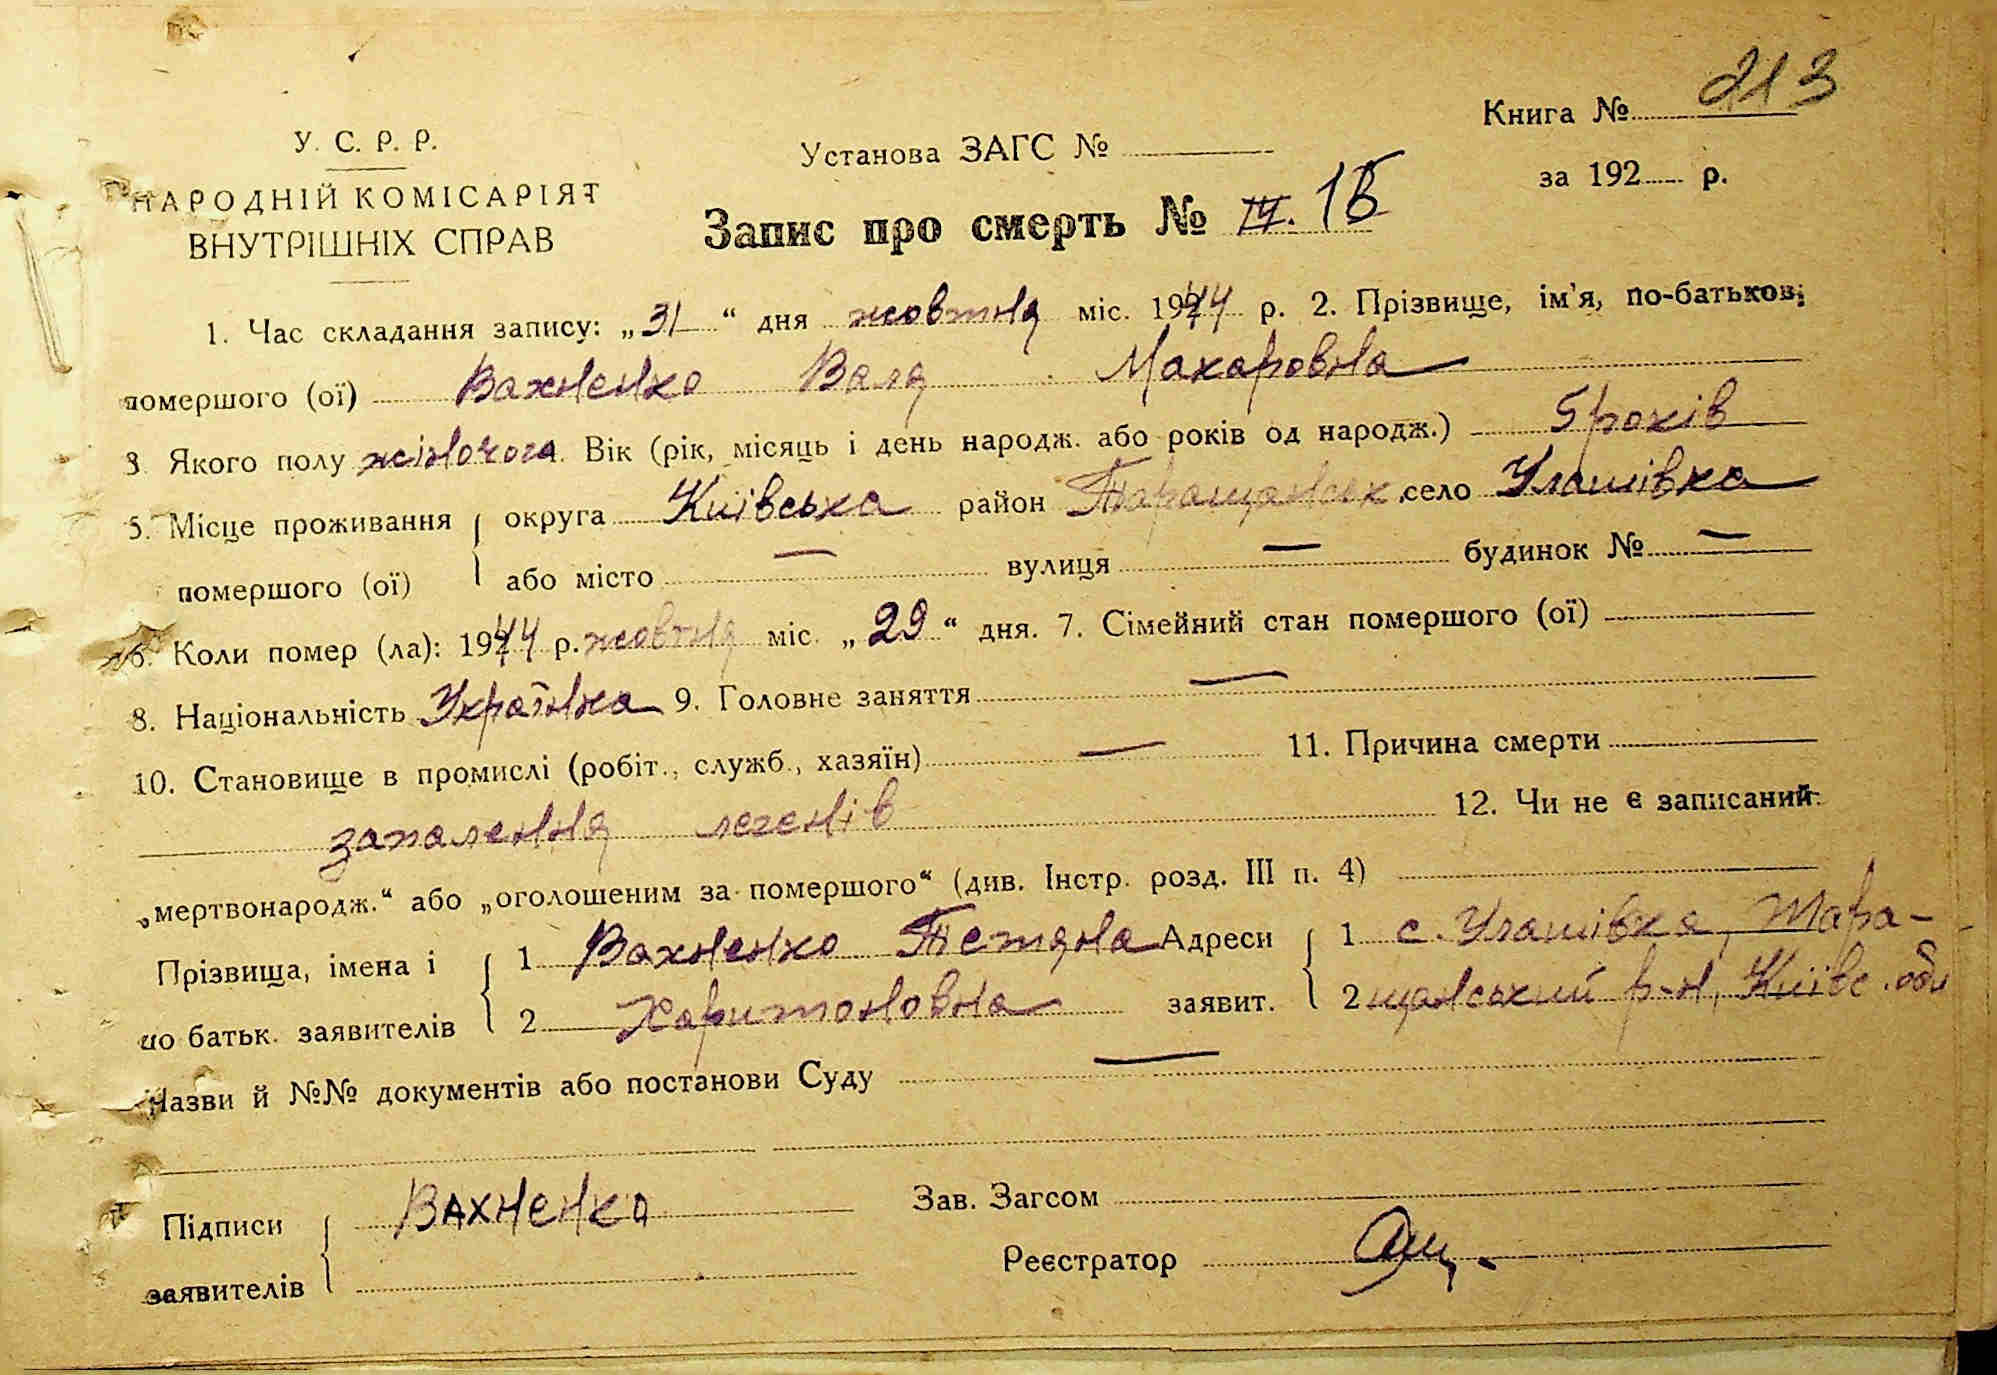 213
Книга №
У. С. Р. Р.
Установа ЗАГС №
за 192 р.
НАРОДНІЙ КОМІСАРІЯТ
ВНУТРІШНІХ СПРАВ
Запис про смерть № IV. 16
1. Час складання запису: „31“ дня жовтня міс. 1944 р. 2. Прізвище, ім'я, по-батькові
помершого (ої) Вахненко Валя Макаровна
3 Якого полу жіночога. Вік (рік, місяць і день народж. або років од народж.) 5 років
5. Місце проживання округа Київська район Таращанськ. село Улашівка
помершого (ої) або місто — вулиця — будинок № —
6. Коли помер (ла): 1944 р. жовтня міс. „29“ дня. 7. Сімейний стан помершого (ої)
8. Національність Українка 9. Головне заняття —
10. Становище в промислі (робіт., служб., хазяїн) — 11. Причина смерти
запалення легенів 12. Чи не є записаний
„мертвонародж.“ або „оголошеним за помершого“ (див. Інстр. розд. III п. 4)
Прізвища, імена і 1 Вахненко Тетяна Адреси 1 с. Улашівка, Тара-
по батьк. заявителів 2 Харитоновна заявит. 2 щанський р-н, Київс. обл
Назви й №№ документів або постанови Суду —
Підписи Вахненко Зав. Загсом
заявителів Реєстратор